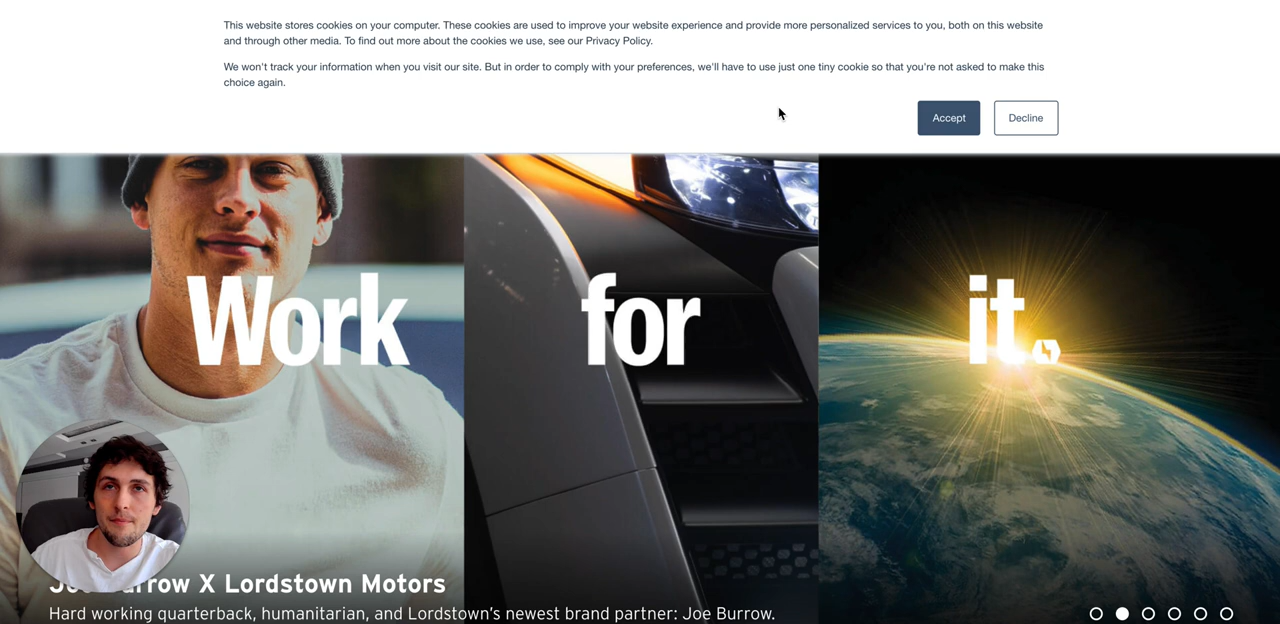 This website stores cookies on your computer. These cookies are used to improve your website experience and provide more personalized services to you, both on this website
and through other media. To find out more about the cookies we use, see our Privacy Policy.
We won't track your information when you visit our site. But in order to comply with your preferences, we'll have to use just one tiny cookie so that you're not asked to make this
choice again.
Accept Decline
Work for it.
Joe Burrow X Lordstown Motors
Hard working quarterback, humanitarian, and Lordstown's newest brand partner: Joe Burrow.